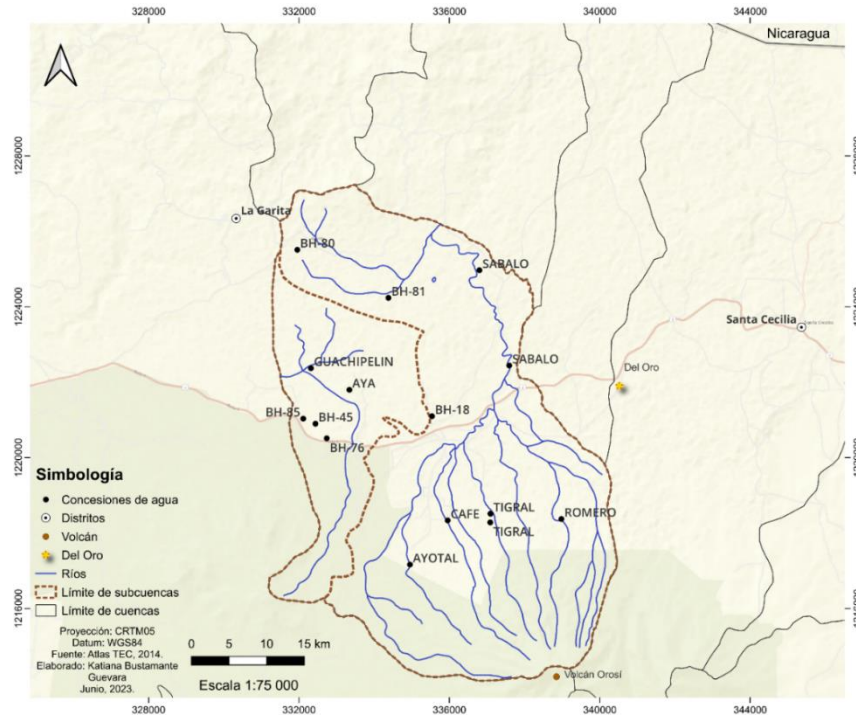 328000 332000 336000 340000 344000
Nicaragua
1228000
La Garita
BH-80
SABALO
BH-81
1224000
Santa Cecilia
GUACHIPELIN
SABALO
Del Oro
AYA
BH-85
BH-45
BH-18
BH-76
1220000
Simbología
Concesiones de agua
Distritos
Volcán
Del Oro
Ríos
Límite de subcuencas
Límite de cuencas
CAFE
TIGRAL
TIGRAL
ROMERO
AYOTAL
1216000
Proyección: CRTM05
Datum: WGS84
Fuente: Atlas TEC, 2014.
Elaborado: Katiana Bustamante
Guevara
Junio, 2023.
0 5 10 15 km
Escala 1:75 000
Volcán Orosí
328000 332000 336000 340000 344000